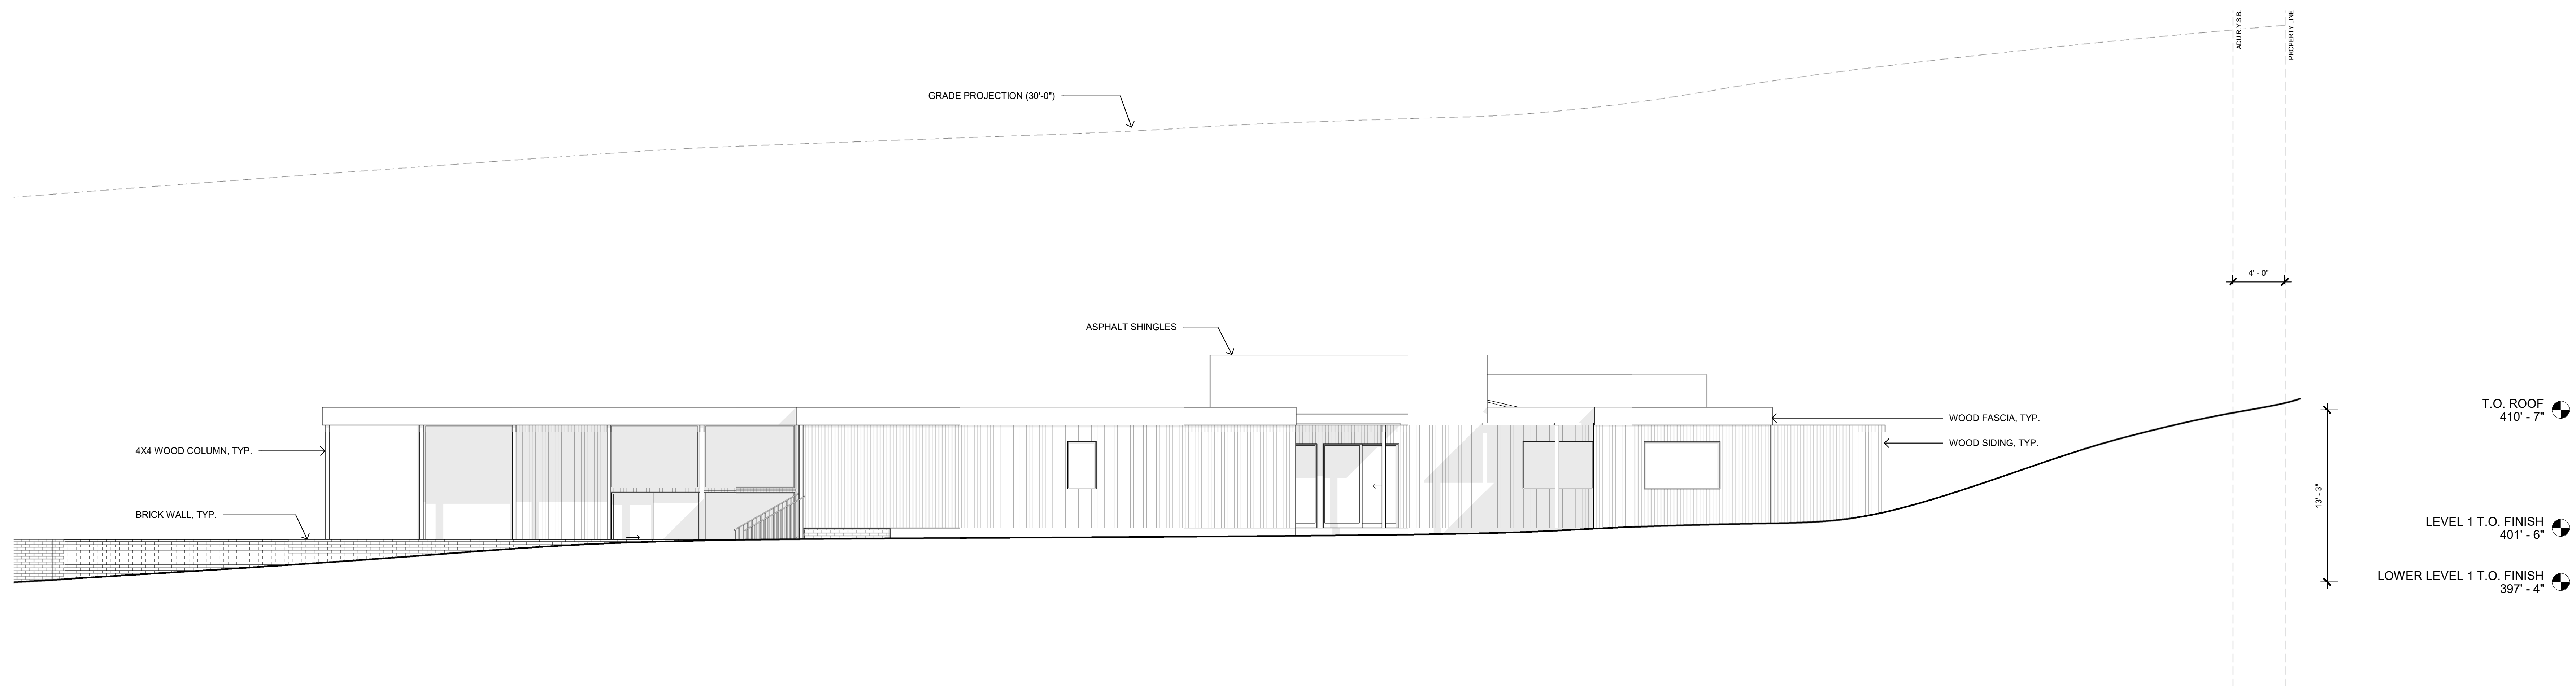 ADU R.Y.S.B.
PROPERTY LINE
GRADE PROJECTION (30'-0")
4' - 0"
ASPHALT SHINGLES
T.O. ROOF
410' - 7"
WOOD FASCIA, TYP.
WOOD SIDING, TYP.
4X4 WOOD COLUMN, TYP.
13' - 3"
BRICK WALL, TYP.
LEVEL 1 T.O. FINISH
401' - 6"
LOWER LEVEL 1 T.O. FINISH
397' - 4"